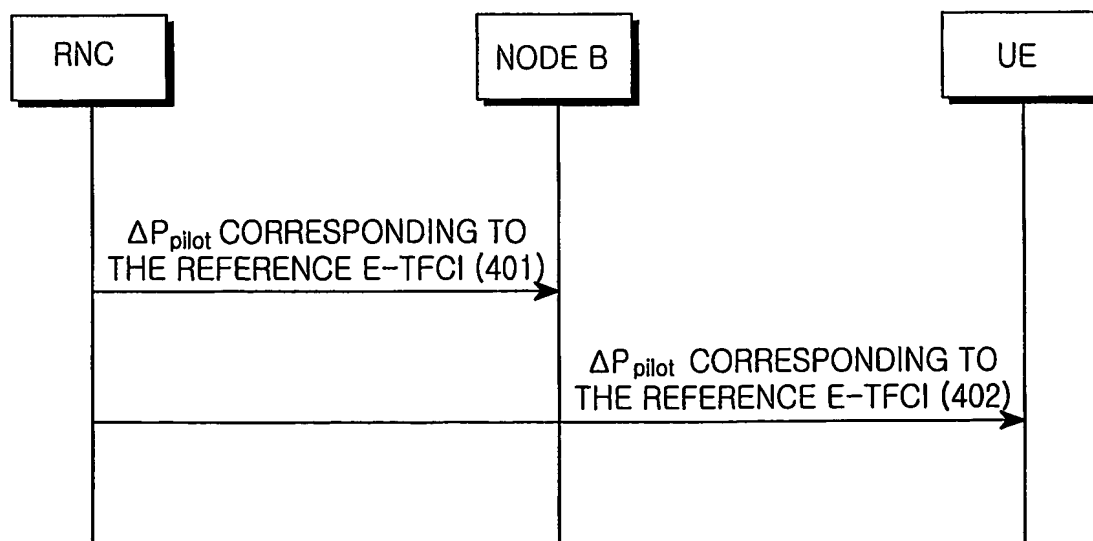 RNC
NODE B
UE
ΔPpilot CORRESPONDING TO
THE REFERENCE E-TFCI (401)
ΔPpilot CORRESPONDING TO
THE REFERENCE E-TFCI (402)